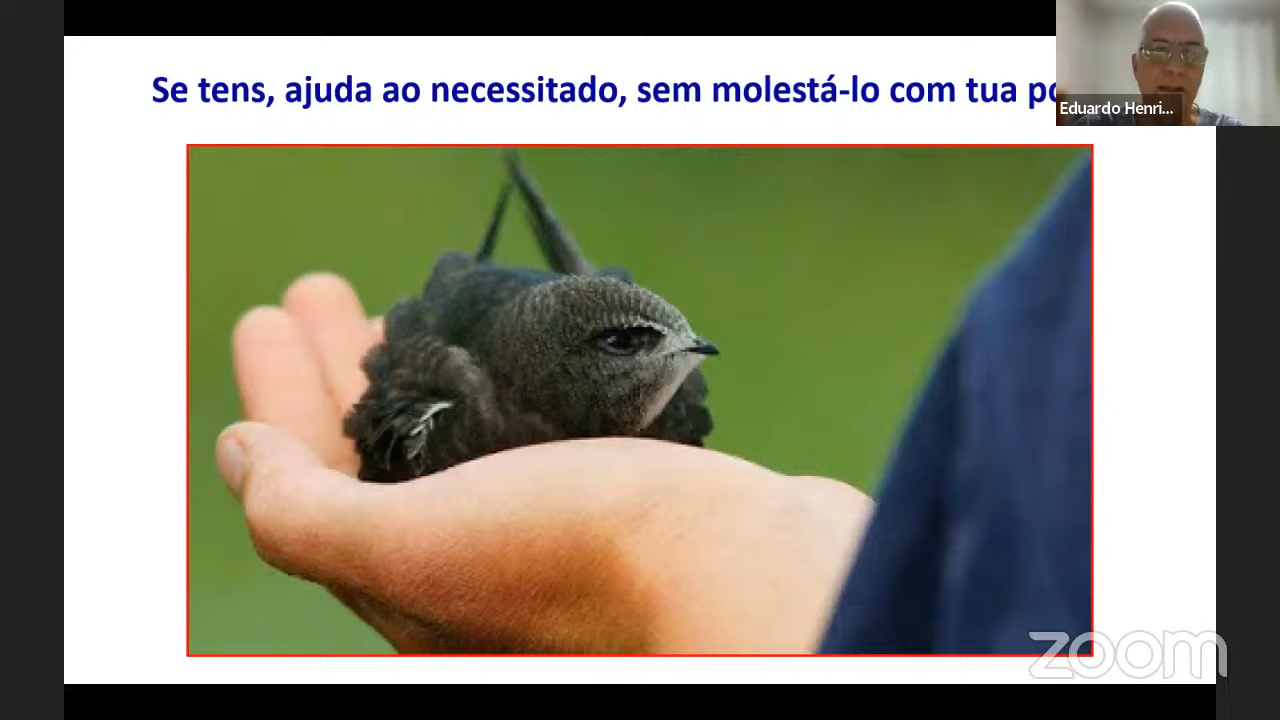 Se tens, ajuda ao necessitado, sem molestá-lo com tua
Eduardo Henri...
zoom